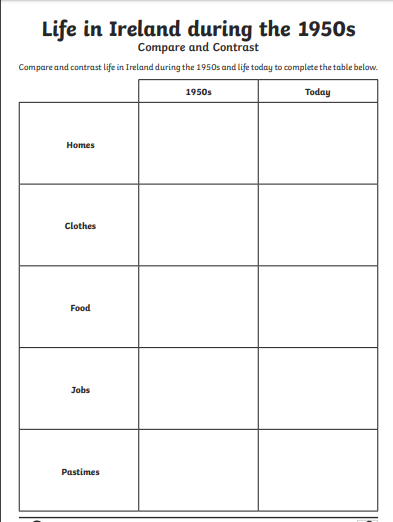 Life in Ireland during the 1950s
Compare and Contrast
Compare and contrast life in Ireland during the 1950s and life today to complete the table below.
1950s Today
Homes
Clothes
Food
Jobs
Pastimes